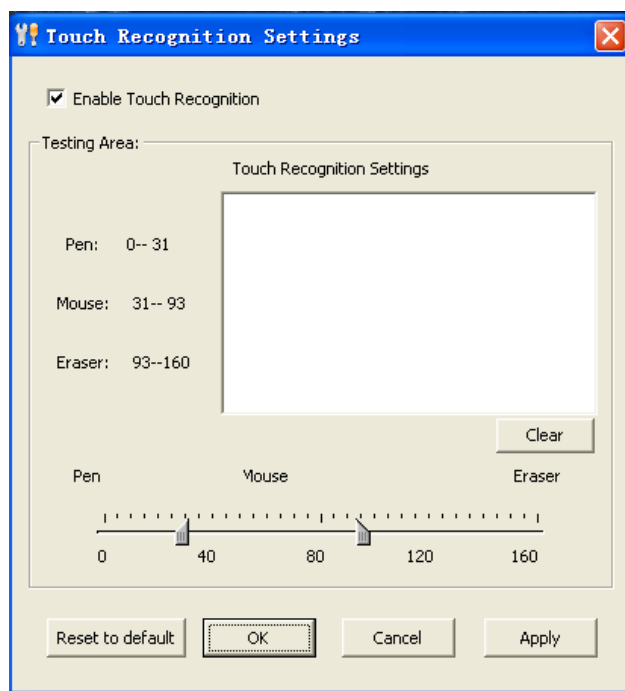 Touch Recognition Settings
Enable Touch Recognition
Testing Area:
Touch Recognition Settings
Pen: 0-- 31
Mouse: 31-- 93
Eraser: 93--160
Clear
Pen Mouse Eraser
0 40 80 120 160
Reset to default OK Cancel Apply